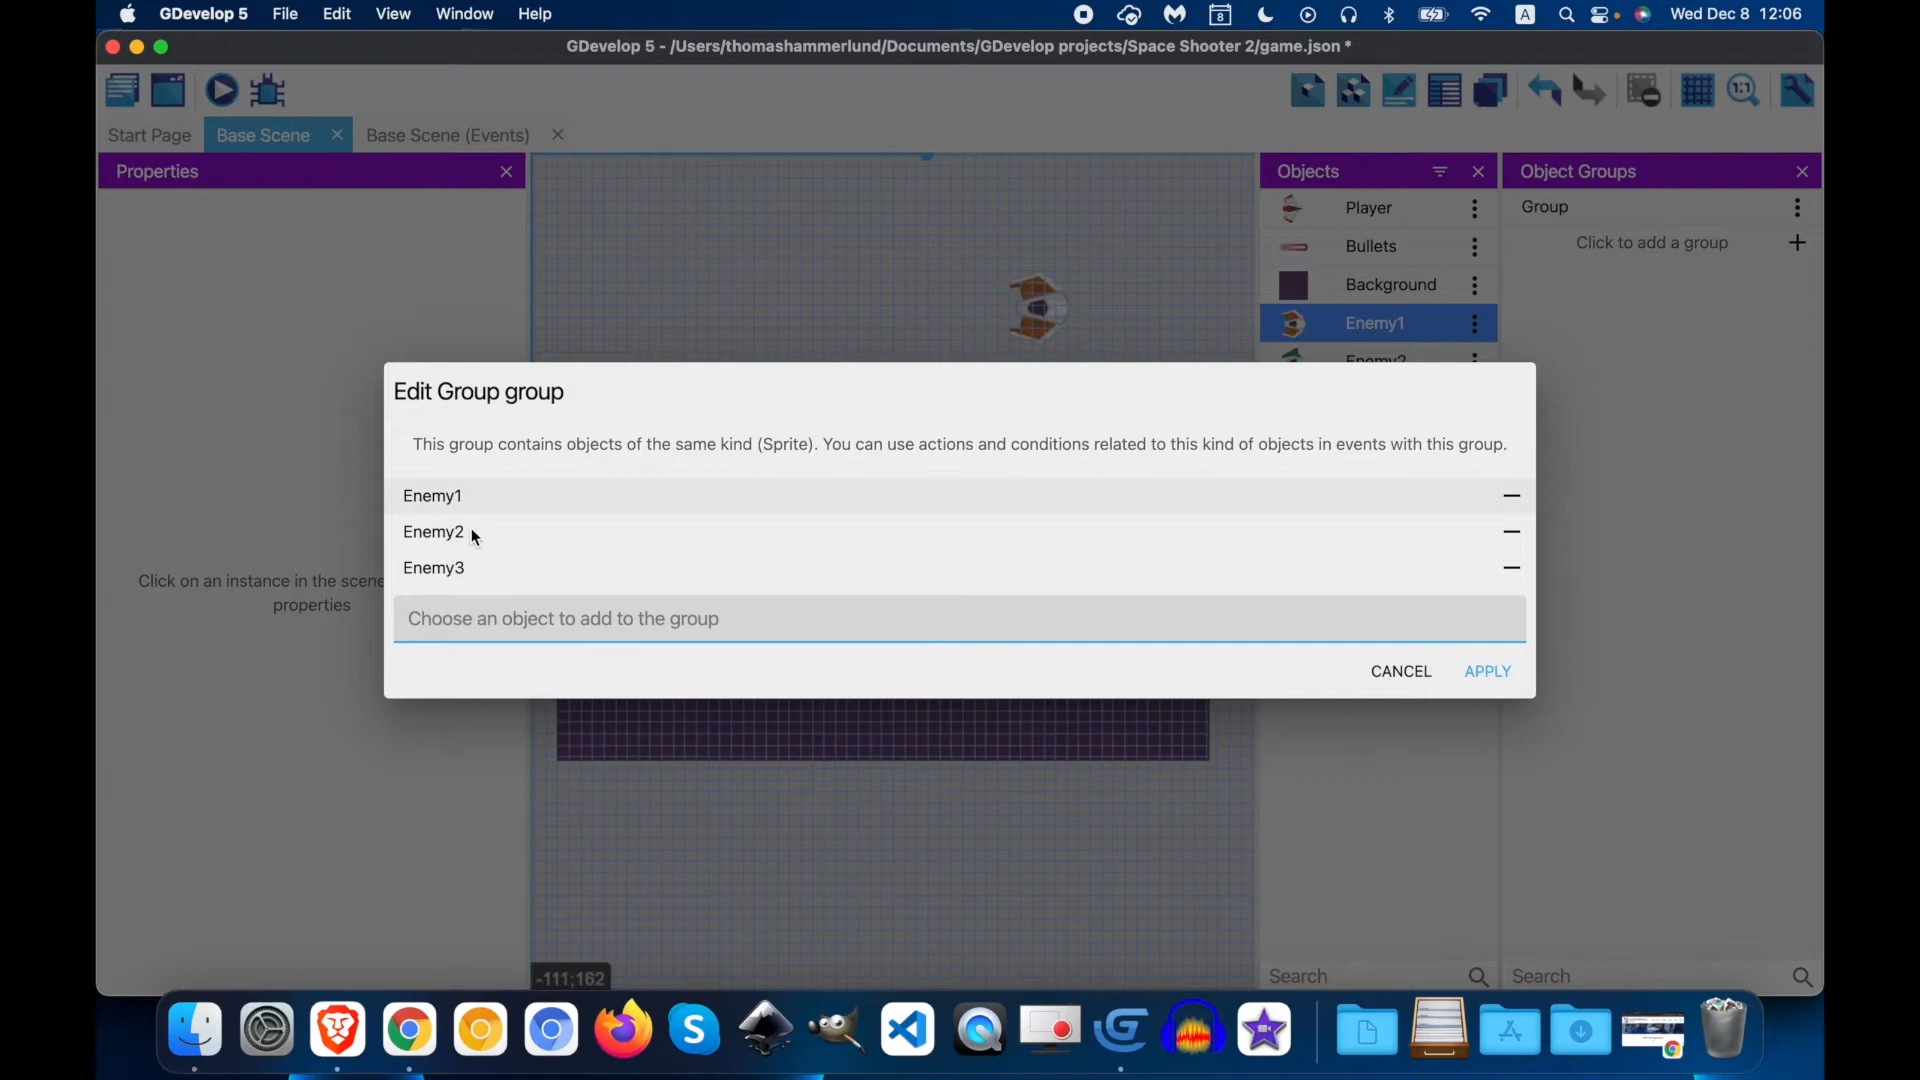 GDevelop 5 File Edit View Window Help 8 A Wed Dec 8 12:06
GDevelop 5 - /Users/thomashammerlund/Documents/GDevelop projects/Space Shooter 2/game.json *
1:1
Start Page Base Scene Base Scene (Events)
Properties Objects Object Groups
Player Group
Click to add a group
Bullets
Background
Enemy1
Enemy2
Edit Group group
This group contains objects of the same kind (Sprite). You can use actions and conditions related to this kind of objects in events with this group.
Enemy1
Enemy2
Enemy3
Click on an instance in the scene
properties
Choose an object to add to the group
CANCEL APPLY
-111;162 Search Search